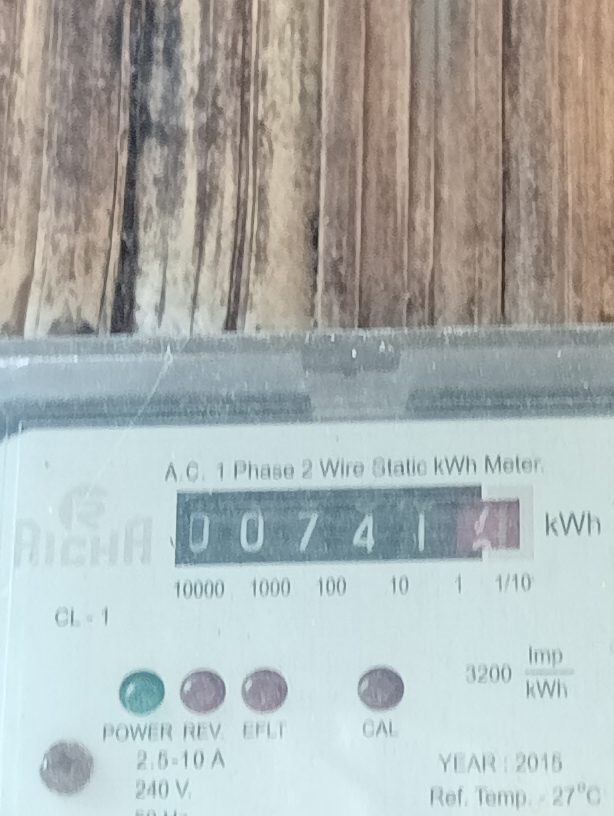 A.C. 1 Phase 2 Wire Static kWh Meter.
RICHA
0 0 7 4 1 kWh
10000 1000 100 10 1 1/10
CL - 1
3200 Imp/kWh
POWER REV. EFLT CAL
2.5-10 A
240 V.
YEAR : 2015
Ref. Temp. - 27°C